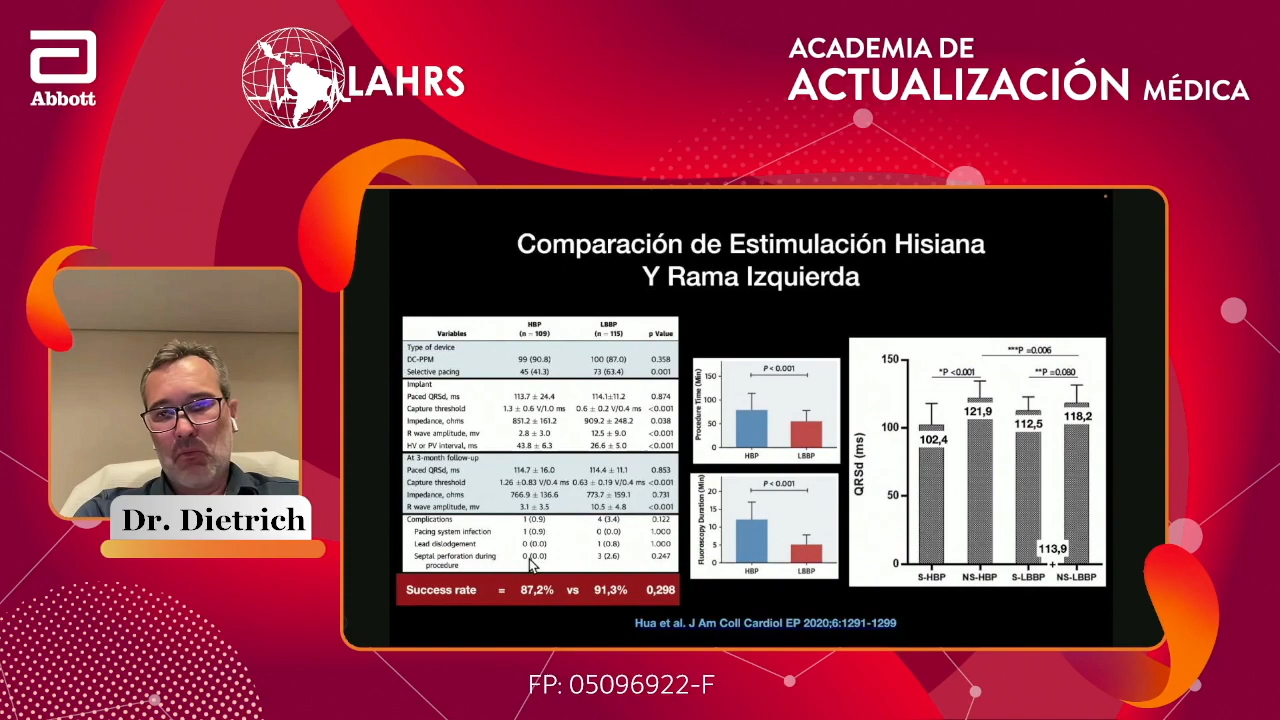 Abbott
LAHRS
ACADEMIA DE
ACTUALIZACIÓN MÉDICA
Dr. Dietrich
Comparación de Estimulación Hisiana
Y Rama Izquierda
Variables HBP (n = 109) LBBP (n = 115) p Value
Type of device
DC-PPM 99 (90.8) 100 (87.0) 0.358
Selective pacing 45 (41.3) 73 (63.4) 0.001
Implant
Paced QRSd, ms 113.7 ± 24.4 114.1±11.2 0.874
Capture threshold 1.3 ± 0.6 V/1.0 ms 0.6 ± 0.2 V/0.4 ms <0.001
Impedance, ohms 851.2 ± 161.2 909.2 ± 248.2 0.038
R wave amplitude, mv 2.8 ± 3.0 12.5 ± 9.0 <0.001
HV or PV interval, ms 43.8 ± 6.3 26.6 ± 5.0 <0.001
At 3-month follow-up
Paced QRSd, ms 114.7 ± 16.0 114.4 ± 11.1 0.853
Capture threshold 1.26 ±0.83 V/0.4 ms 0.63 ± 0.19 V/0.4 ms <0.001
Impedance, ohms 766.9 ± 136.6 773.7 ± 159.1 0.731
R wave amplitude, mv 3.1 ± 3.5 10.5 ± 4.8 <0.001
Complications 1 (0.9) 4 (3.4) 0.122
Pacing system infection 1 (0.9) 0 (0.0) 1.000
Lead dislodgement 0 (0.0) 1 (0.8) 1.000
Septal perforation during 0 (0.0) 3 (2.6) 0.247
procedure
Success rate = 87,2% vs 91,3% 0,298
Procedure Time (Min)
150
100
50
0
P < 0.001
HBP LBBP
Fluoroscopy Duration (Min)
20
15
10
5
0
P < 0.001
HBP LBBP
QRSd (ms)
150
100
50
0
***P =0.006
*P <0.001 **P =0.080
102,4 121,9 112,5 118,2
113,9
+
S-HBP NS-HBP S-LBBP NS-LBBP
Hua et al. J Am Coll Cardiol EP 2020;6:1291-1299
FP: 05096922-F